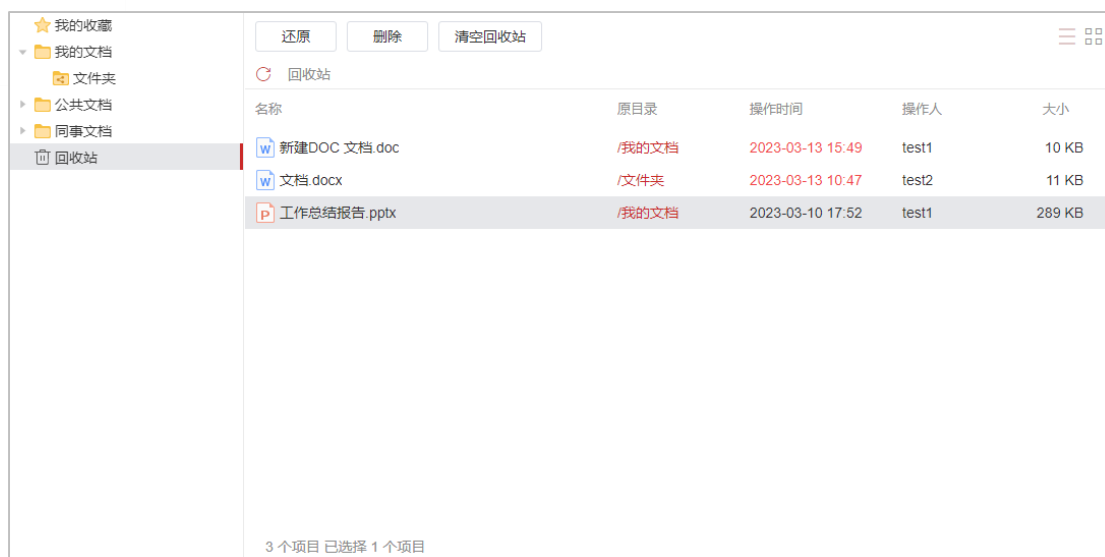 我的收藏
我的文档
文件夹
公共文档
同事文档
回收站
还原 删除 清空回收站
回收站
名称 原目录 操作时间 操作人 大小
新建DOC 文档.doc /我的文档 2023-03-13 15:49 test1 10 KB
文档.docx /文件夹 2023-03-13 10:47 test2 11 KB
工作总结报告.pptx /我的文档 2023-03-10 17:52 test1 289 KB
3 个项目 已选择 1 个项目